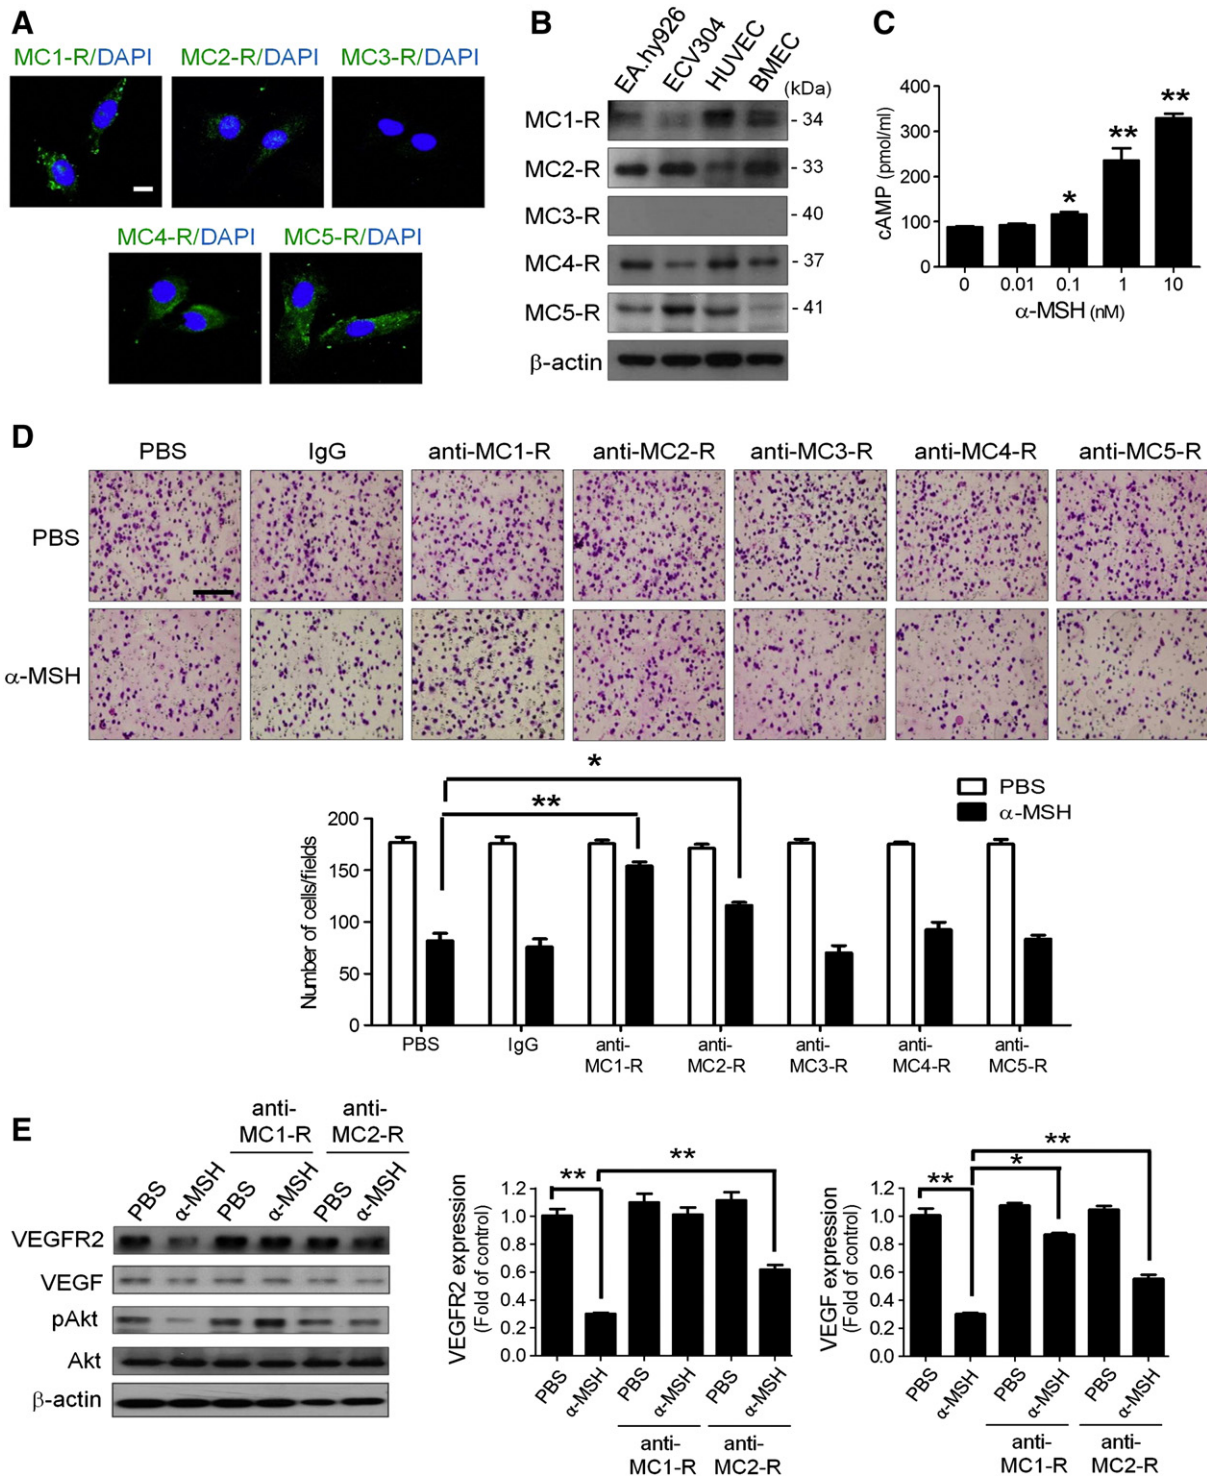 A
MC1-R/DAPI MC2-R/DAPI MC3-R/DAPI
MC4-R/DAPI MC5-R/DAPI
B
EA.hy926 ECV304 HUVEC BMEC (kDa)
MC1-R - 34
MC2-R - 33
MC3-R - 40
MC4-R - 37
MC5-R - 41
β-actin
C
cAMP (pmol/ml)
400
300
200
100
0
* ** **
0 0.01 0.1 1 10
α-MSH (nM)
D
PBS IgG anti-MC1-R anti-MC2-R anti-MC3-R anti-MC4-R anti-MC5-R
PBS
α-MSH
*
**
PBS
α-MSH
Number of cells/fields
200
150
100
50
0
PBS IgG anti- anti- anti- anti- anti-
MC1-R MC2-R MC3-R MC4-R MC5-R
E
anti- anti-
MC1-R MC2-R
PBS α-MSH PBS α-MSH PBS α-MSH
VEGFR2
VEGF
pAkt
Akt
β-actin
VEGFR2 expression
(Fold of control)
1.2
1.0
0.8
0.6
0.4
0.2
0.0
** **
PBS α-MSH PBS α-MSH PBS α-MSH
anti- anti-
MC1-R MC2-R
VEGF expression
(Fold of control)
1.2
1.0
0.8
0.6
0.4
0.2
0.0
**
** *
PBS α-MSH PBS α-MSH PBS α-MSH
anti- anti-
MC1-R MC2-R